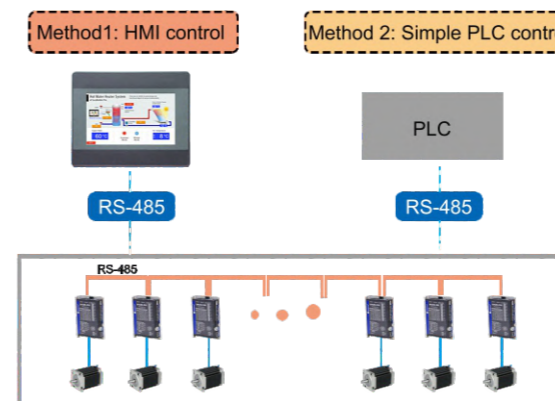 Method1: HMI control
Method 2: Simple PLC contr
PLC
RS-485
RS-485
RS-485